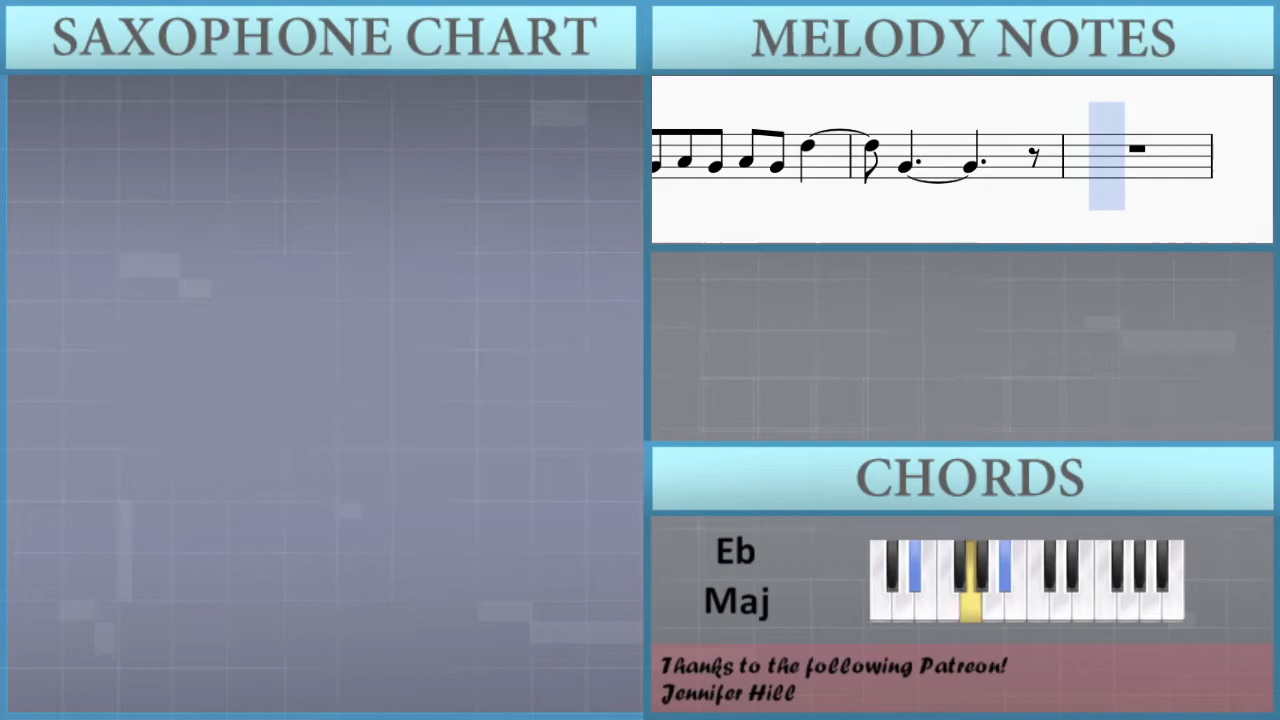 SAXOPHONE CHART
MELODY NOTES
CHORDS
Eb
Maj
Thanks to the following Patreon!
Jennifer Hill